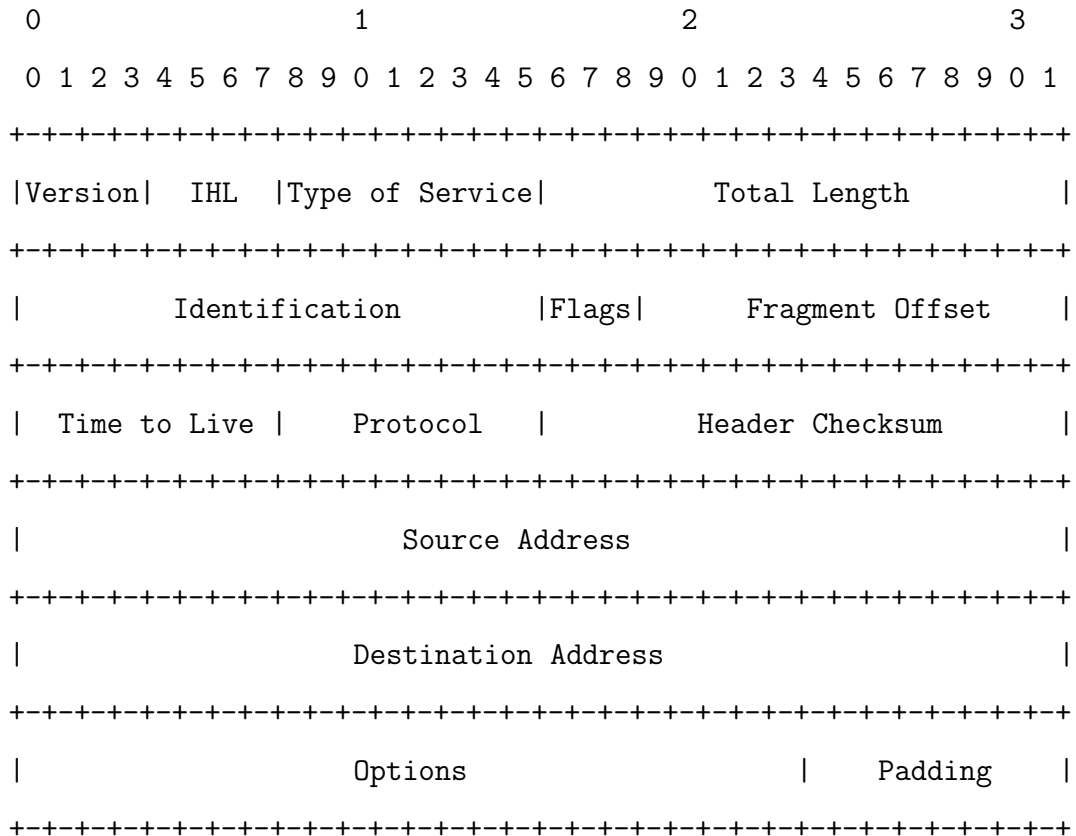 0                   1                   2                   3
 0 1 2 3 4 5 6 7 8 9 0 1 2 3 4 5 6 7 8 9 0 1 2 3 4 5 6 7 8 9 0 1
+-+-+-+-+-+-+-+-+-+-+-+-+-+-+-+-+-+-+-+-+-+-+-+-+-+-+-+-+-+-+-+-+
|Version|  IHL  |Type of Service|          Total Length         |
+-+-+-+-+-+-+-+-+-+-+-+-+-+-+-+-+-+-+-+-+-+-+-+-+-+-+-+-+-+-+-+-+
|         Identification        |Flags|      Fragment Offset    |
+-+-+-+-+-+-+-+-+-+-+-+-+-+-+-+-+-+-+-+-+-+-+-+-+-+-+-+-+-+-+-+-+
|  Time to Live |    Protocol   |         Header Checksum       |
+-+-+-+-+-+-+-+-+-+-+-+-+-+-+-+-+-+-+-+-+-+-+-+-+-+-+-+-+-+-+-+-+
|                       Source Address                          |
+-+-+-+-+-+-+-+-+-+-+-+-+-+-+-+-+-+-+-+-+-+-+-+-+-+-+-+-+-+-+-+-+
|                    Destination Address                        |
+-+-+-+-+-+-+-+-+-+-+-+-+-+-+-+-+-+-+-+-+-+-+-+-+-+-+-+-+-+-+-+-+
|                    Options                    |    Padding    |
+-+-+-+-+-+-+-+-+-+-+-+-+-+-+-+-+-+-+-+-+-+-+-+-+-+-+-+-+-+-+-+-+